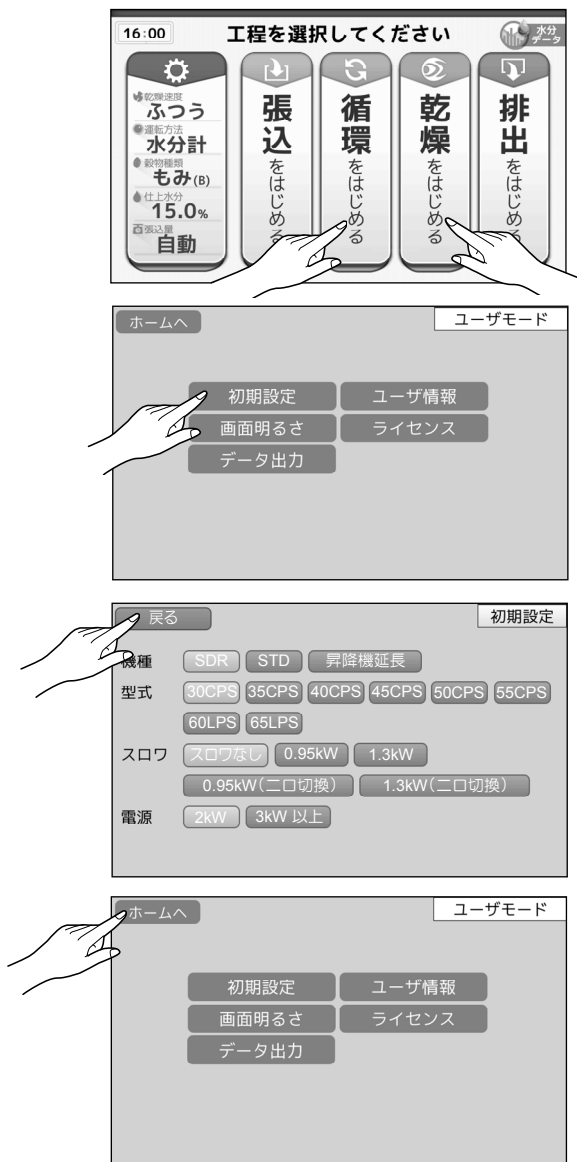 16:00
工程を選択してください
水分
データ
乾燥速度
ふつう
運転方法
水分計
穀物種類
もみ(B)
仕上水分
15.0%
張込量
自動
張込をはじめる
循環をはじめる
乾燥をはじめる
排出をはじめる
ホームへ ユーザモード
初期設定 ユーザ情報
画面明るさ ライセンス
データ出力
戻る 初期設定
機種 SDR STD 昇降機延長
型式 30CPS 35CPS 40CPS 45CPS 50CPS 55CPS
60LPS 65LPS
スロワ スロワなし 0.95kW 1.3kW
0.95kW(二口切換) 1.3kW(二口切換)
電源 2kW 3kW 以上
ホームへ ユーザモード
初期設定 ユーザ情報
画面明るさ ライセンス
データ出力